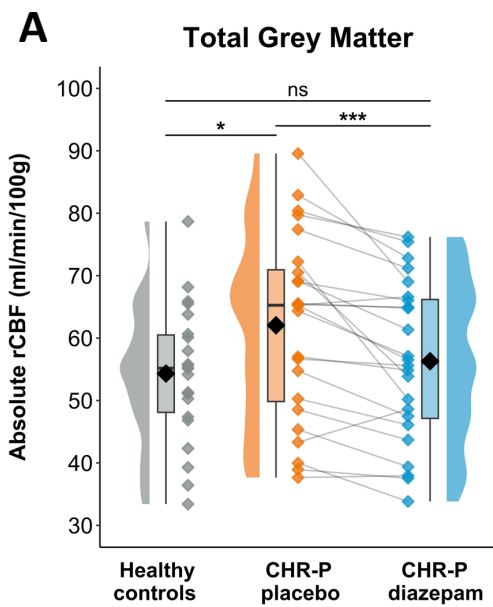 A
Total Grey Matter
Absolute rCBF (ml/min/100g)
100
90
80
70
60
50
40
30
ns
*
***
Healthy
controls
CHR-P
placebo
CHR-P
diazepam